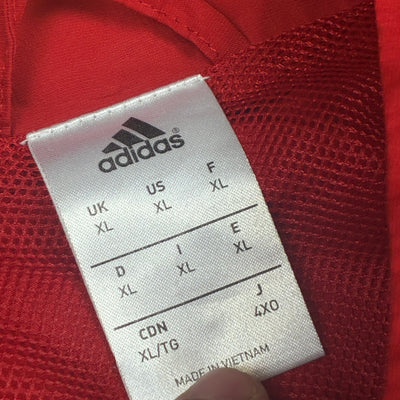 adidas®
UK US F
XL XL XL
D I E
XL XL XL
CDN J
XL/TG 4XO
MADE IN VIETNAM